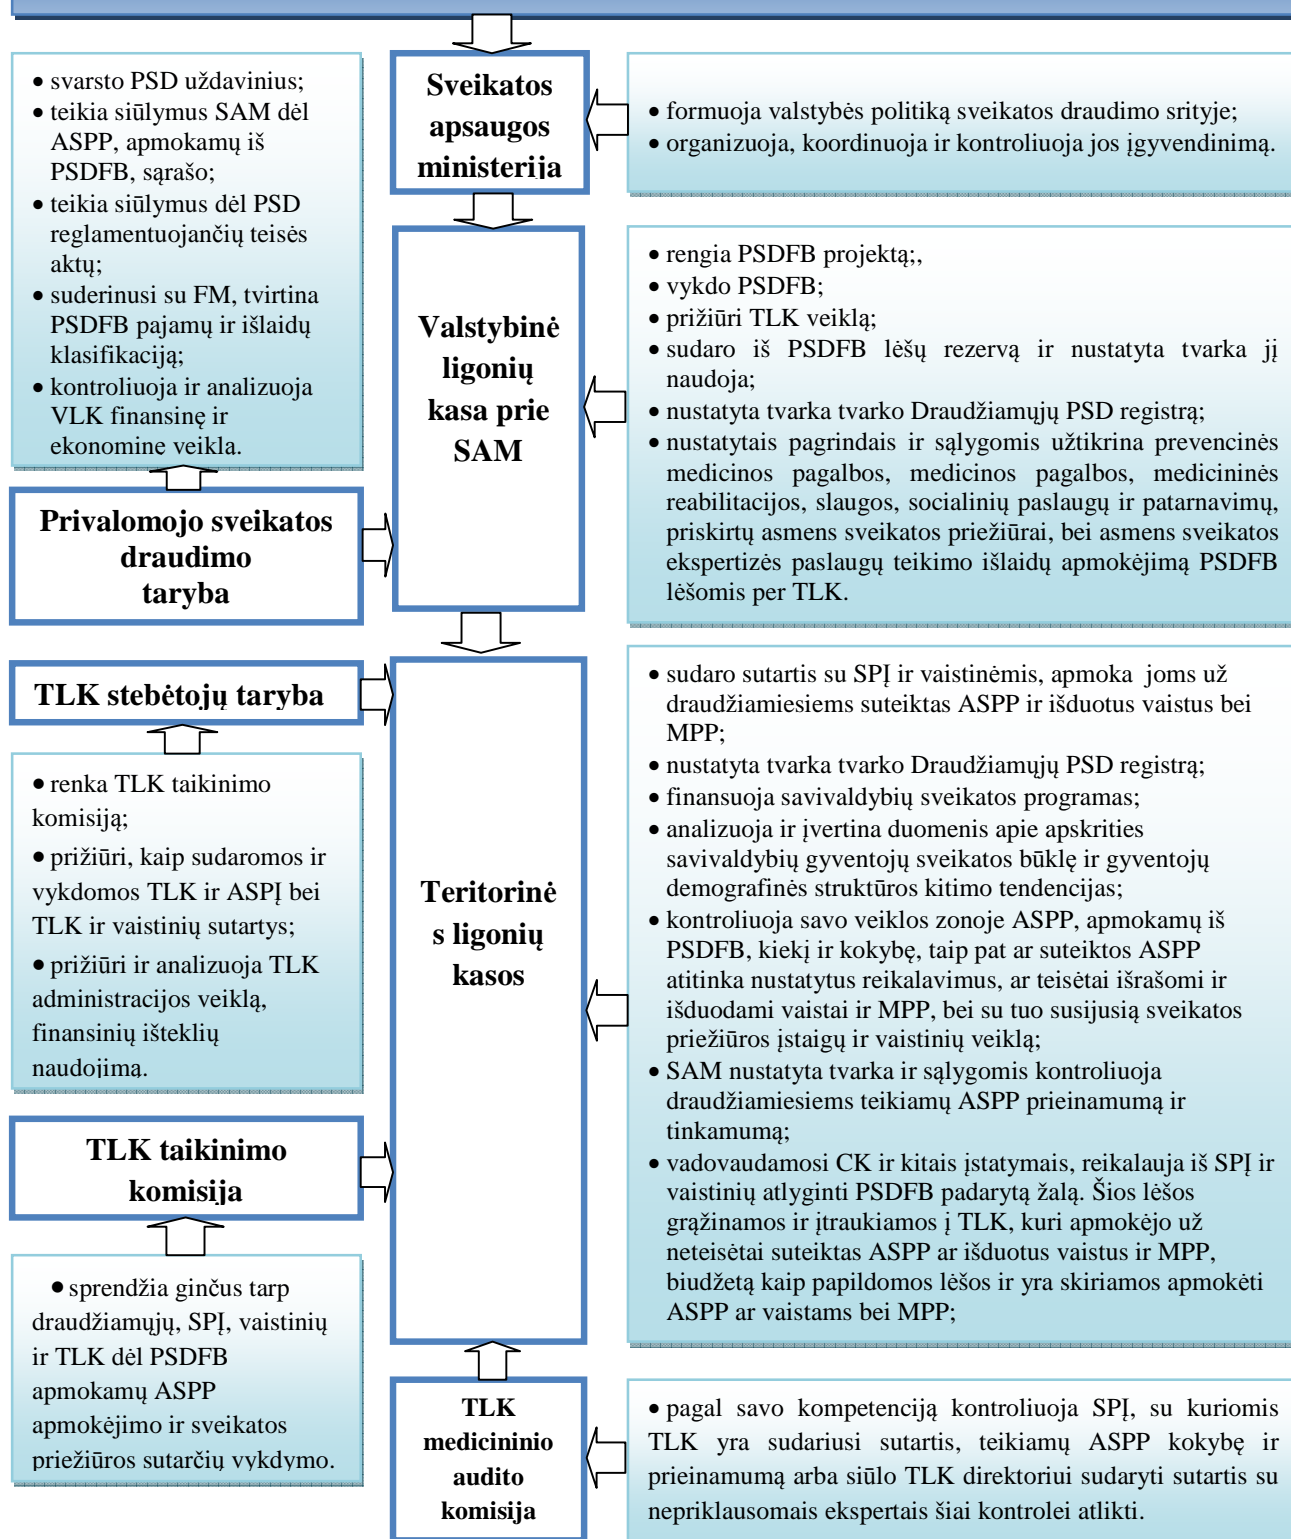 • svarsto PSD uždavinius;
• teikia siūlymus SAM dėl
ASPP, apmokamų iš
PSDFB, sąrašo;
• teikia siūlymus dėl PSD
reglamentuojančių teisės
aktų;
• suderinusi su FM, tvirtina
PSDFB pajamų ir išlaidų
klasifikaciją;
• kontroliuoja ir analizuoja
VLK finansinę ir
ekonominę veiklą.
Sveikatos
apsaugos
ministerija
• formuoja valstybės politiką sveikatos draudimo srityje;
• organizuoja, koordinuoja ir kontroliuoja jos įgyvendinimą.
Valstybinė
ligonių
kasa prie
SAM
• rengia PSDFB projektą;,
• vykdo PSDFB;
• prižiūri TLK veiklą;
• sudaro iš PSDFB lėšų rezervą ir nustatyta tvarka jį
naudoja;
• nustatyta tvarka tvarko Draudžiamųjų PSD registrą;
• nustatytais pagrindais ir sąlygomis užtikrina prevencinės
medicinos pagalbos, medicinos pagalbos, medicininės
reabilitacijos, slaugos, socialinių paslaugų ir patarnavimų,
priskirtų asmens sveikatos priežiūrai, bei asmens sveikatos
ekspertizės paslaugų teikimo išlaidų apmokėjimą PSDFB
lėšomis per TLK.
Privalomojo sveikatos
draudimo
taryba
TLK stebėtojų taryba
• renka TLK taikinimo
komisiją;
• prižiūri, kaip sudaromos ir
vykdomos TLK ir ASPĮ bei
TLK ir vaistinių sutartys;
• prižiūri ir analizuoja TLK
administracijos veiklą,
finansinių išteklių
naudojimą.
Teritorinė
s ligonių
kasos
• sudaro sutartis su SPĮ ir vaistinėmis, apmoka joms už
draudžiamiesiems suteiktas ASPP ir išduotus vaistus bei
MPP;
• nustatyta tvarka tvarko Draudžiamųjų PSD registrą;
• finansuoja savivaldybių sveikatos programas;
• analizuoja ir įvertina duomenis apie apskrities
savivaldybių gyventojų sveikatos būklę ir gyventojų
demografinės struktūros kitimo tendencijas;
• kontroliuoja savo veiklos zonoje ASPP, apmokamų iš
PSDFB, kiekį ir kokybę, taip pat ar suteiktos ASPP
atitinka nustatytus reikalavimus, ar teisėtai išrašomi ir
išduodami vaistai ir MPP, bei su tuo susijusią sveikatos
priežiūros įstaigų ir vaistinių veiklą;
• SAM nustatyta tvarka ir sąlygomis kontroliuoja
draudžiamiesiems teikiamų ASPP prieinamumą ir
tinkamumą;
• vadovaudamosi CK ir kitais įstatymais, reikalauja iš SPĮ ir
vaistinių atlyginti PSDFB padarytą žalą. Šios lėšos
grąžinamos ir įtraukiamos į TLK, kuri apmokėjo už
neteisėtai suteiktas ASPP ar išduotus vaistus ir MPP,
biudžetą kaip papildomos lėšos ir yra skiriamos apmokėti
ASPP ar vaistams bei MPP;
TLK taikinimo
komisija
• sprendžia ginčus tarp
draudžiamųjų, SPĮ, vaistinių
ir TLK dėl PSDFB
apmokamų ASPP
apmokėjimo ir sveikatos
priežiūros sutarčių vykdymo.
TLK
medicininio
audito
komisija
• pagal savo kompetenciją kontroliuoja SPĮ, su kuriomis
TLK yra sudariusi sutartis, teikiamų ASPP kokybę ir
prieinamumą arba siūlo TLK direktoriui sudaryti sutartis su
nepriklausomais ekspertais šiai kontrolei atlikti.